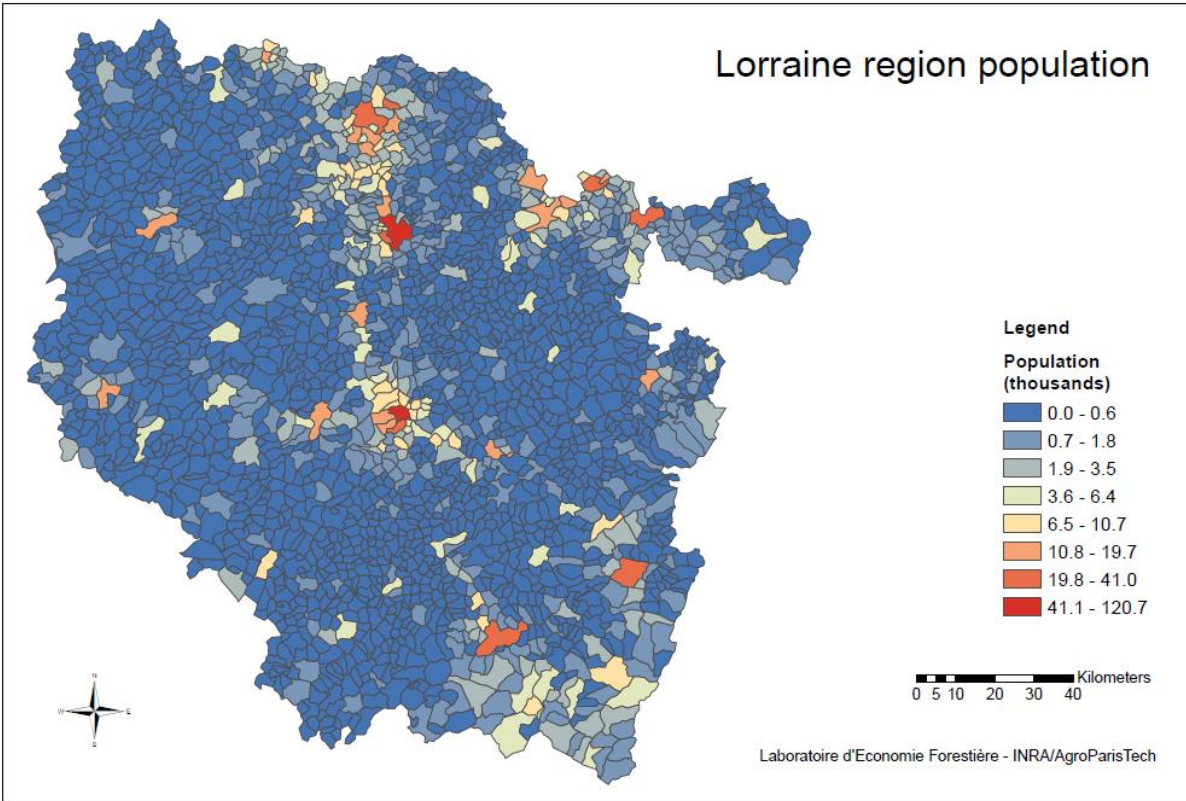 Lorraine region population
Legend
Population
(thousands)
0.0 - 0.6
0.7 - 1.8
1.9 - 3.5
3.6 - 6.4
6.5 - 10.7
10.8 - 19.7
19.8 - 41.0
41.1 - 120.7
N
W E
S
Kilometers
0 5 10 20 30 40
Laboratoire d'Economie Forestière - INRA/AgroParisTech